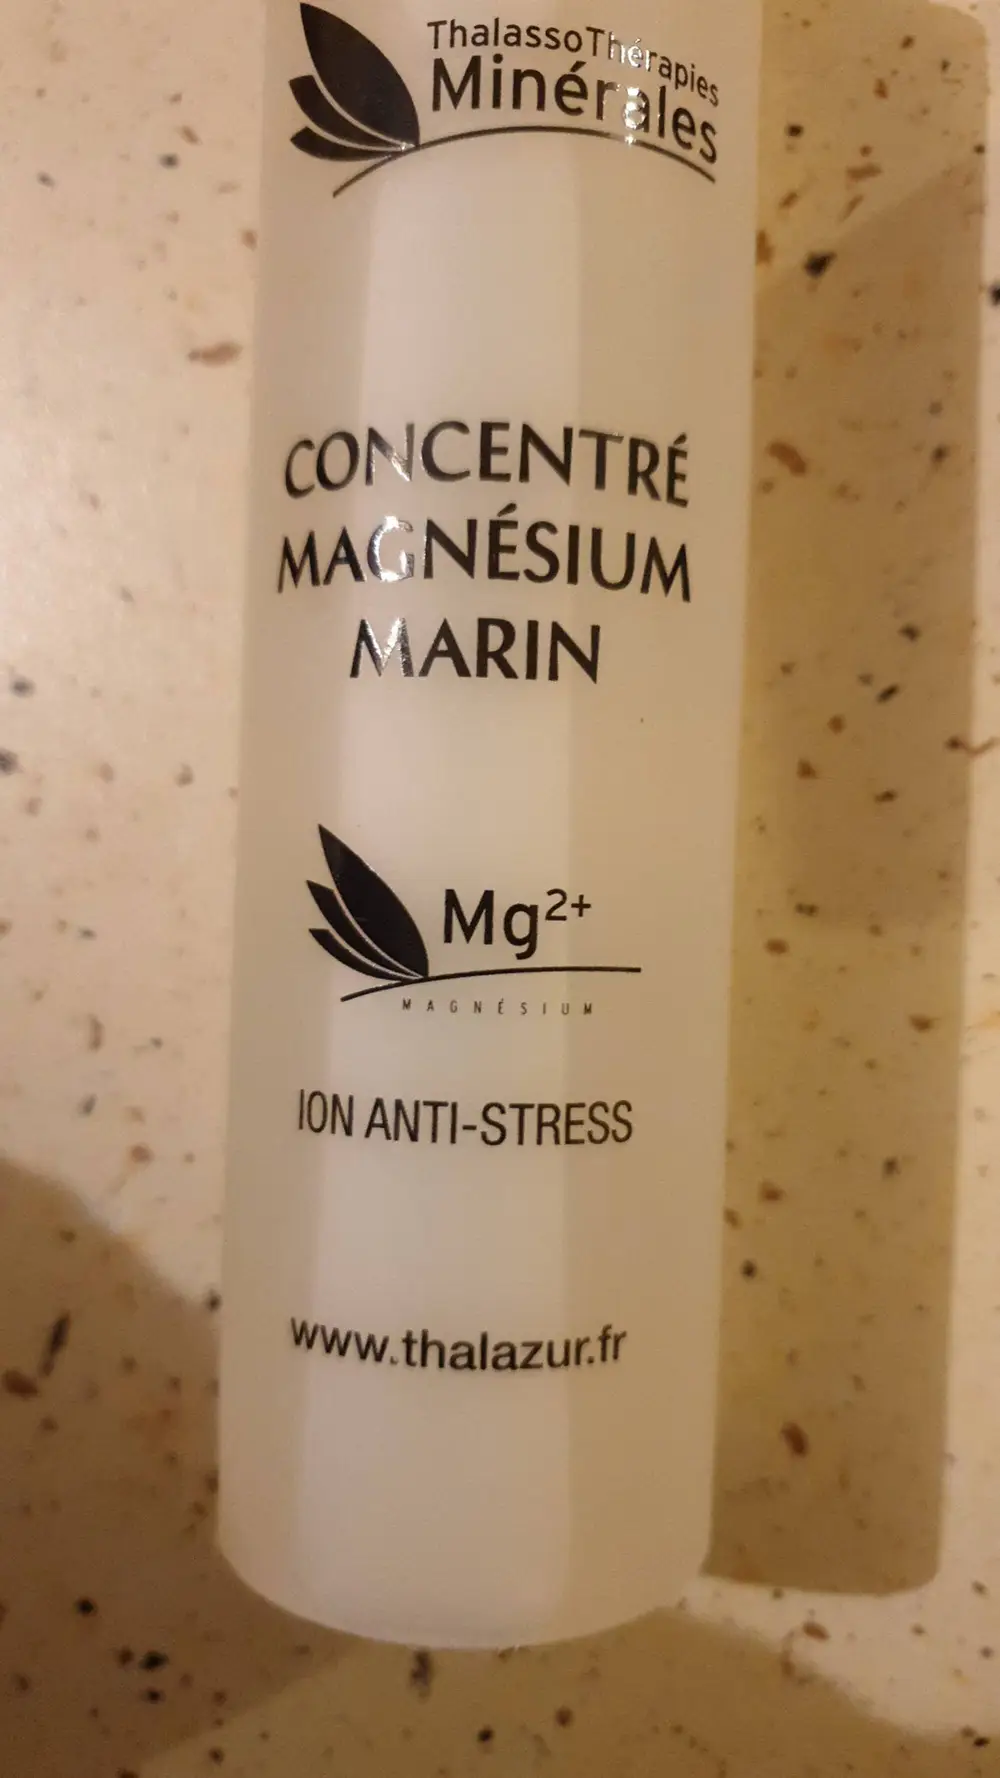 ThalassoThérapies
Minérales
CONCENTRÉ
MAGNÉSIUM
MARIN
Mg²⁺
MAGNÉSIUM
ION ANTI-STRESS
www.thalazur.fr